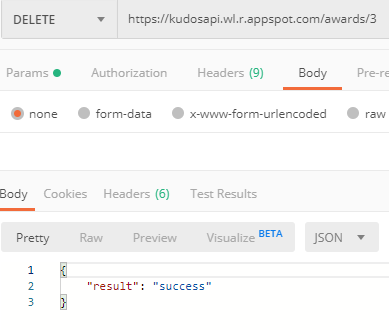 DELETE https://kudosapi.wl.r.appspot.com/awards/3
Params Authorization Headers (9) Body Pre-re
none form-data x-www-form-urlencoded raw
Body Cookies Headers (6) Test Results
Pretty Raw Preview Visualize BETA JSON
1 {
2 "result": "success"
3 }